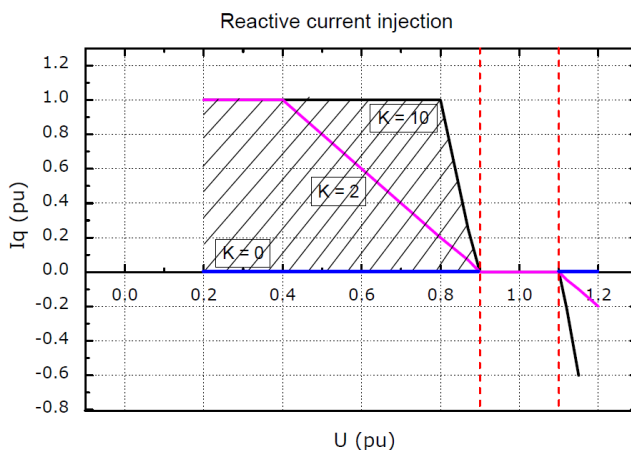 Reactive current injection
1.2
1.0
0.8
0.6
0.4
0.2
0.0
-0.2
-0.4
-0.6
-0.8
Iq (pu)
K = 10
K = 2
K = 0
0.0 0.2 0.4 0.6 0.8 1.0 1.2
U (pu)